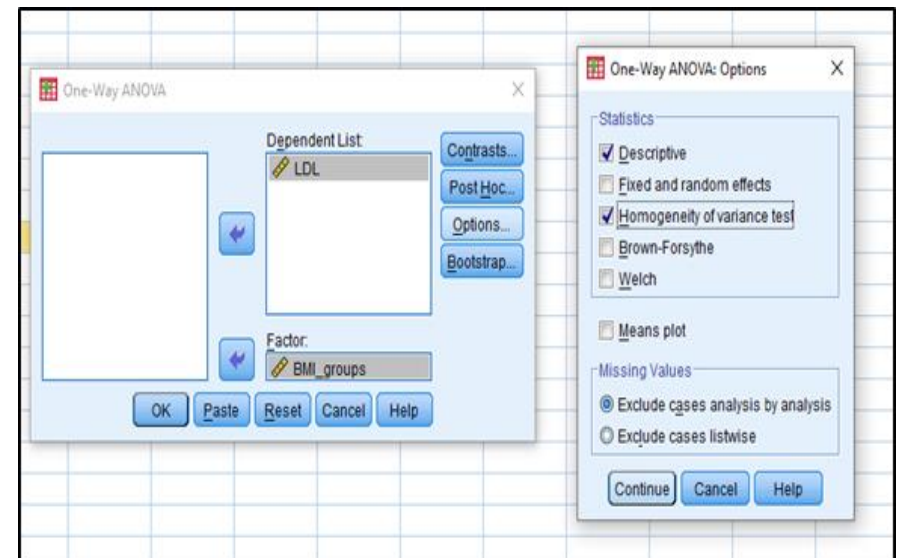 One-Way ANOVA
Dependent List:
LDL
Contrasts...
Post Hoc...
Options...
Bootstrap...
Factor:
BMI_groups
OK Paste Reset Cancel Help
One-Way ANOVA: Options
Statistics
Descriptive
Fixed and random effects
Homogeneity of variance test
Brown-Forsythe
Welch
Means plot
Missing Values
Exclude cases analysis by analysis
Exclude cases listwise
Continue Cancel Help